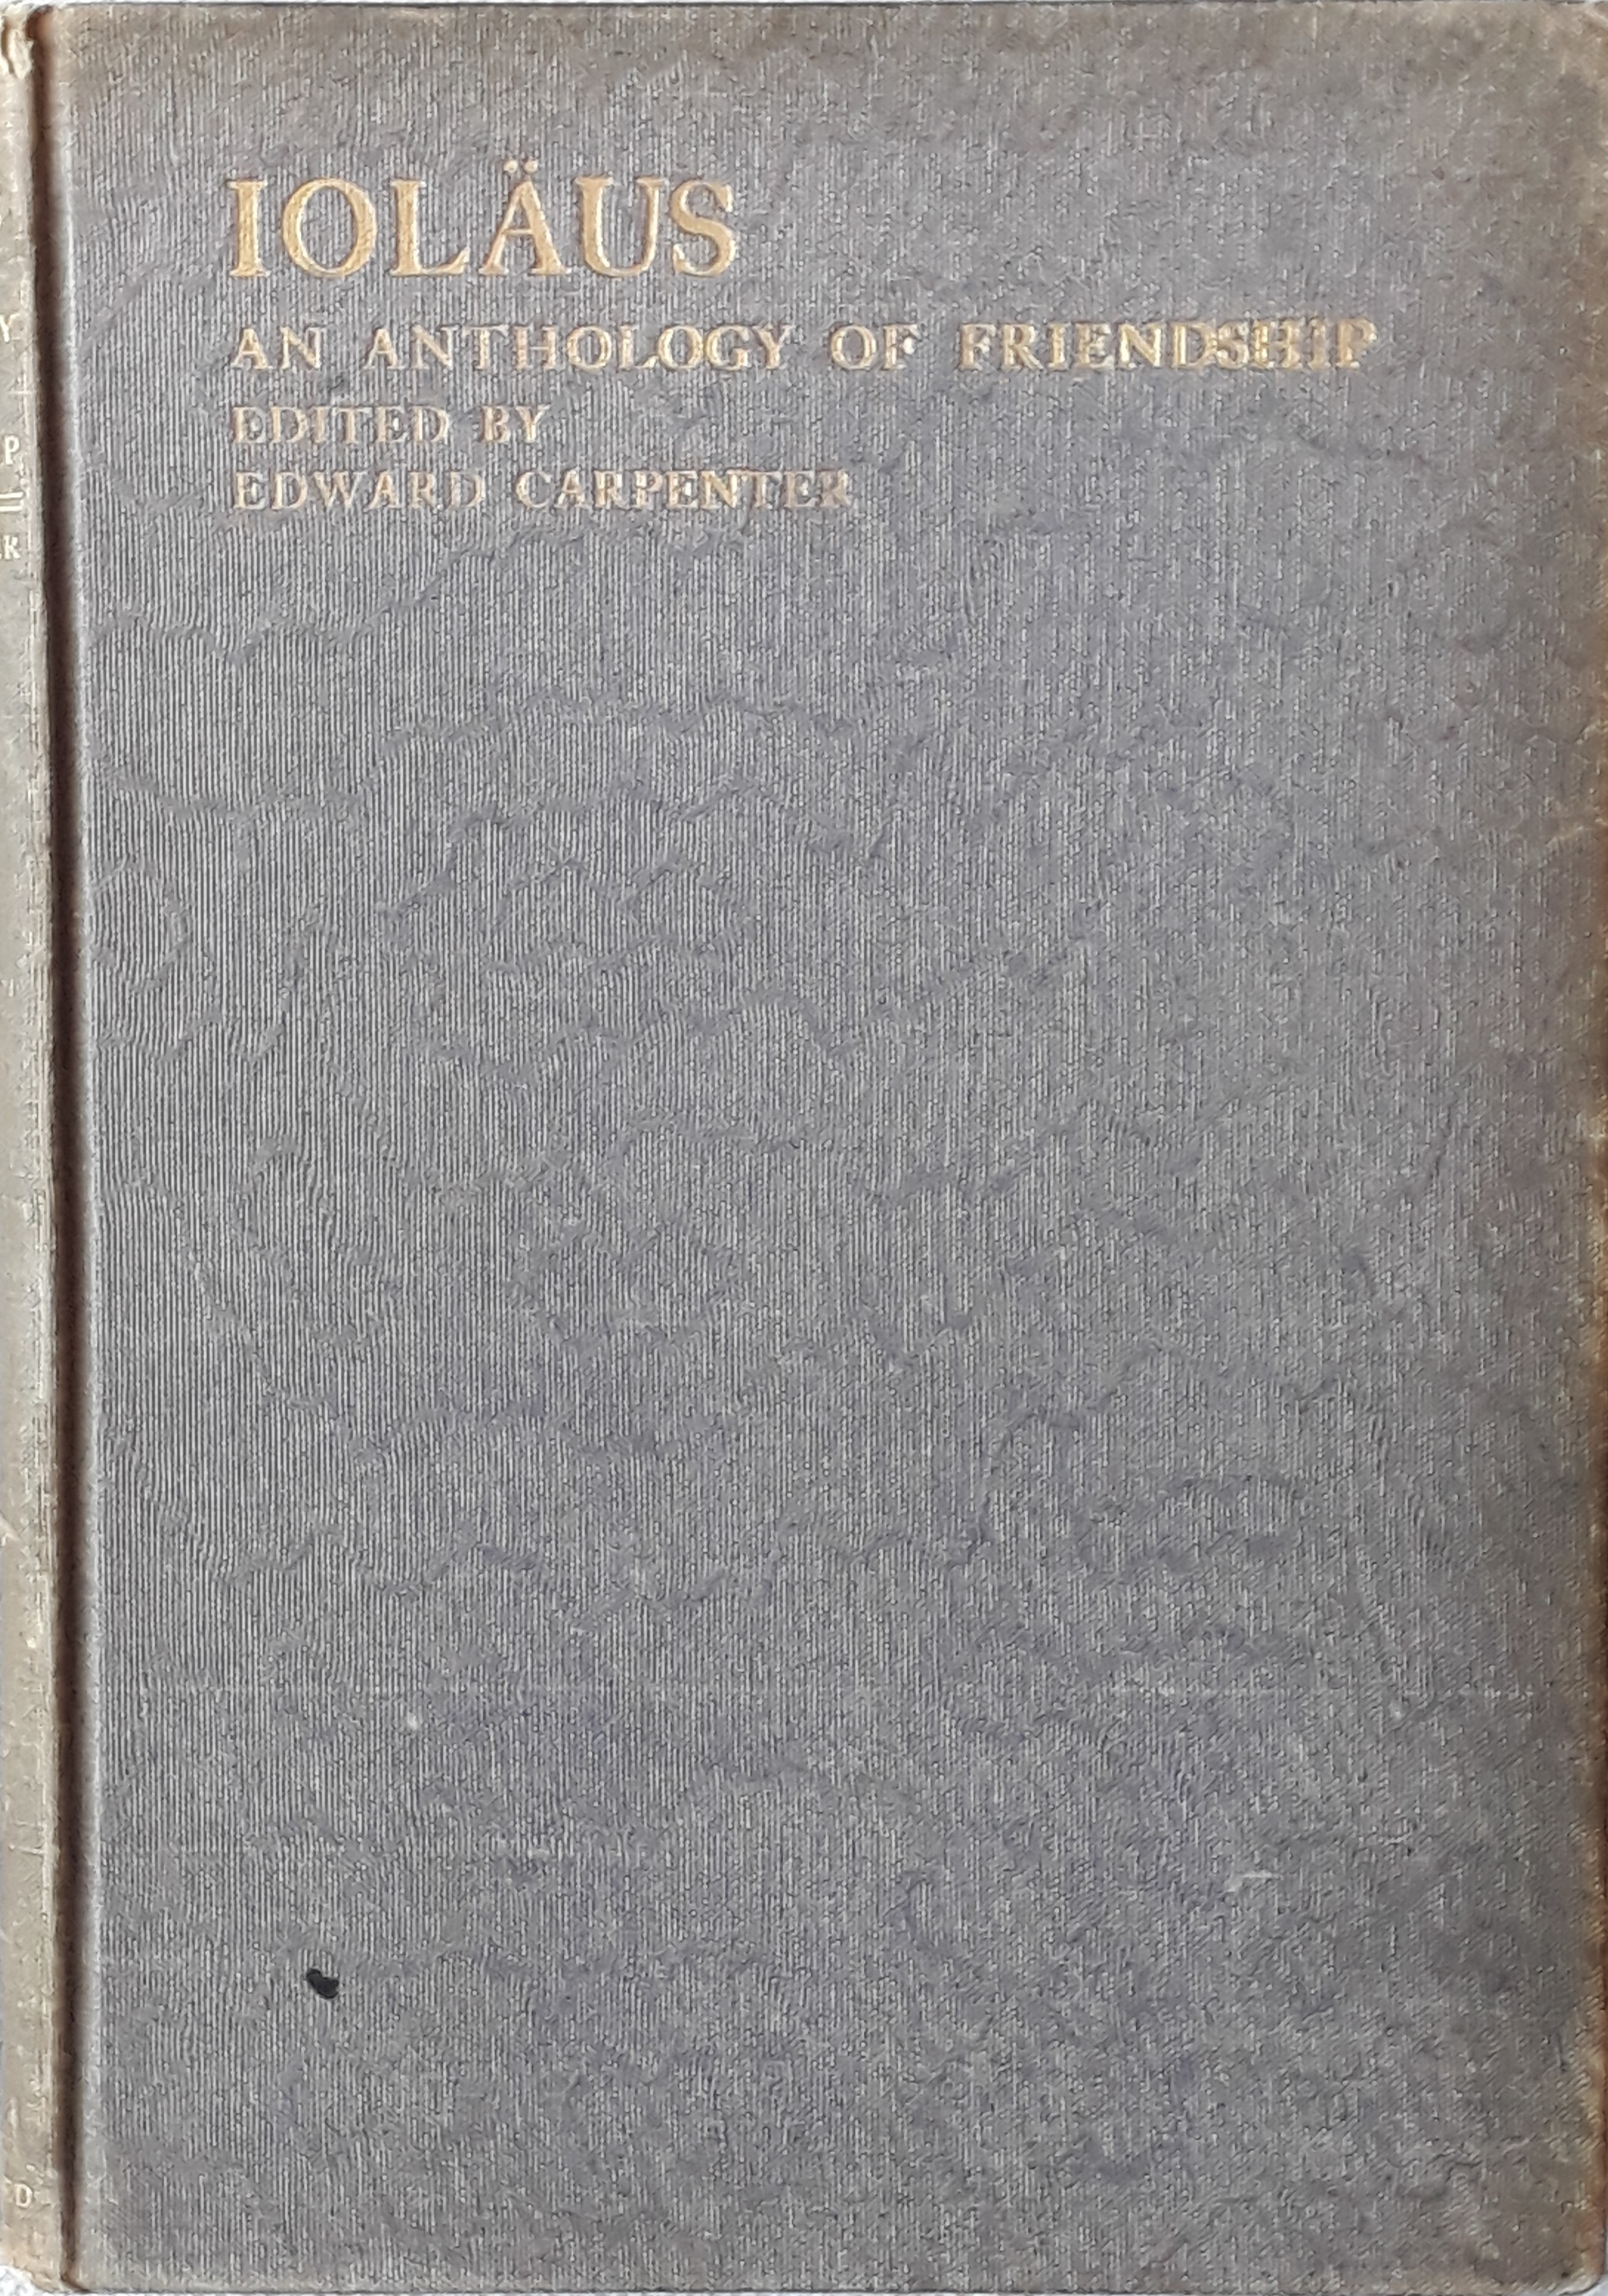 IOLÄUS
AN ANTHOLOGY OF FRIENDSHIP
EDITED BY
EDWARD CARPENTER